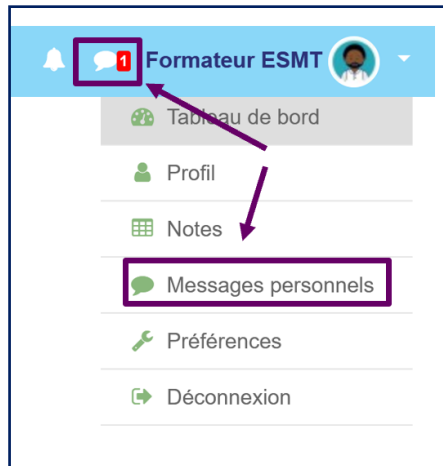 1 Formateur ESMT
Tableau de bord
Profil
Notes
Messages personnels
Préférences
Déconnexion